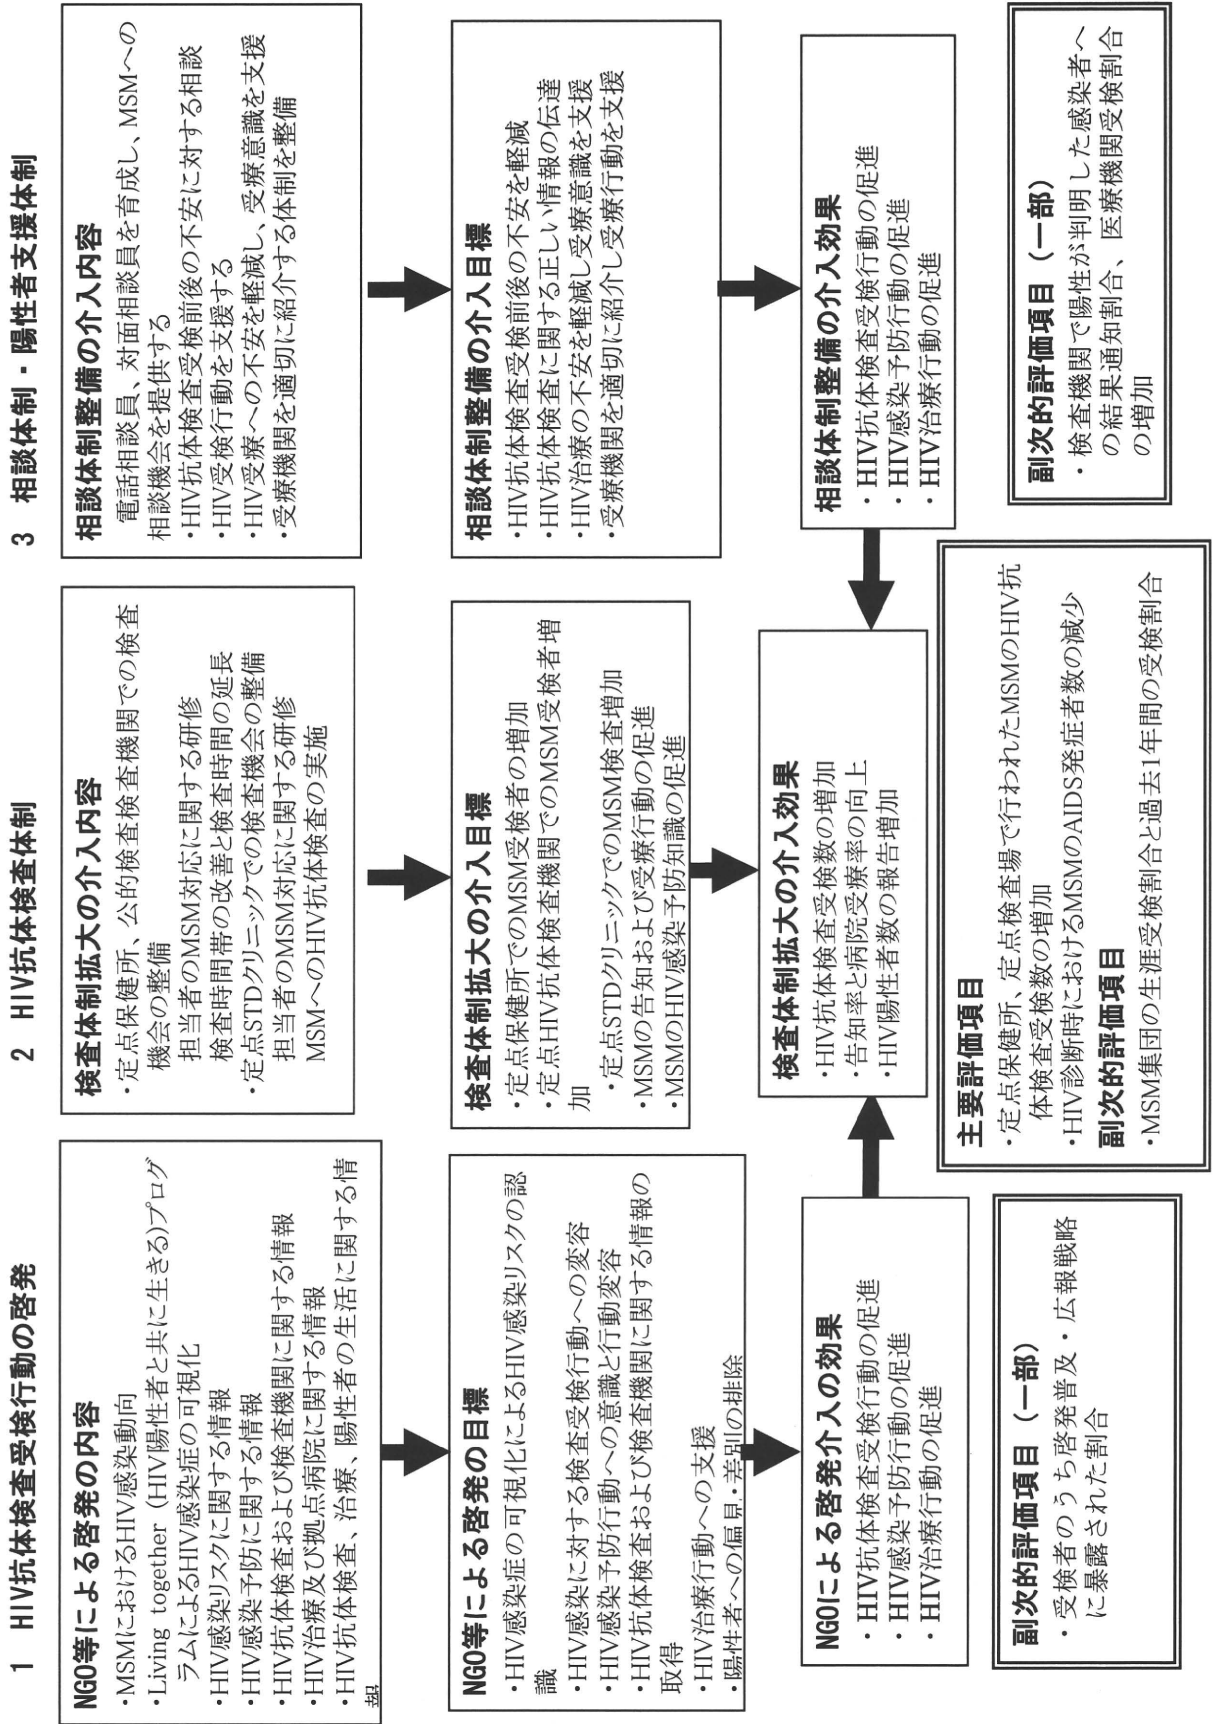 1　HIV抗体検査受検行動の啓発
NGO等による啓発の内容
・MSMにおけるHIV感染動向
・Living together（HIV陽性者と共に生きる)プログ
ラムによるHIV感染症の可視化
・HIV感染リスクに関する情報
・HIV感染予防に関する情報
・HIV抗体検査および検査機関に関する情報
・HIV治療及び拠点病院に関する情報
・HIV抗体検査、治療、陽性者の生活に関する情
報
NGO等による啓発の目標
・HIV感染症の可視化によるHIV感染リスクの認
識
・HIV感染に対する検査受検行動への変容
・HIV感染予防行動への意識と行動変容
・HIV抗体検査および検査機関に関する情報の
取得
・HIV治療行動への支援
・陽性者への偏見・差別の排除
NGOによる啓発介入の効果
・HIV抗体検査受検行動の促進
・HIV感染予防行動の促進
・HIV治療行動の促進
副次的評価項目（一部）
・受検者のうち啓発普及・広報戦略
に暴露された割合
2　HIV抗体検査体制
検査体制拡大の介入内容
・定点保健所、公的検査検査機関での検査
機会の整備
担当者のMSM対応に関する研修
検査時間帯の改善と検査時間の延長
・定点STDクリニックでの検査機会の整備
担当者のMSM対応に関する研修
MSMへのHIV抗体検査の実施
検査体制拡大の介入目標
・定点保健所でのMSM受検者の増加
・定点HIV抗体検査機関でのMSM受検者増
加
・定点STDクリニックでのMSM検査増加
・MSMの告知および受療行動の促進
・MSMのHIV感染予防知識の促進
検査体制拡大の介入効果
・HIV抗体検査受検数の増加
・告知率と病院受療率の向上
・HIV陽性者数の報告増加
主要評価項目
・定点保健所、定点検査場で行われたMSMのHIV抗
体検査受検数の増加
・HIV診断時におけるMSMのAIDS発症者数の減少
副次的評価項目
・MSM集団の生涯受検割合と過去1年間の受検割合
3　相談体制・陽性者支援体制
相談体制整備の介入内容
電話相談員、対面相談員を育成し、MSMへの
相談機会を提供する
・HIV抗体検査受検前後の不安に対する相談
・HIV受検行動を支援する
・HIV受療への不安を軽減し、受療意識を支援
・受療機関を適切に紹介する体制を整備
相談体制整備の介入目標
・HIV抗体検査受検前後の不安を軽減
・HIV抗体検査に関する正しい情報の伝達
・HIV治療の不安を軽減し受療意識を支援
・受療機関を適切に紹介し受療行動を支援
相談体制整備の介入効果
・HIV抗体検査受検行動の促進
・HIV感染予防行動の促進
・HIV治療行動の促進
副次的評価項目（一部）
・検査機関で陽性が判明した感染者へ
の結果通知割合、医療機関受検割合
の増加